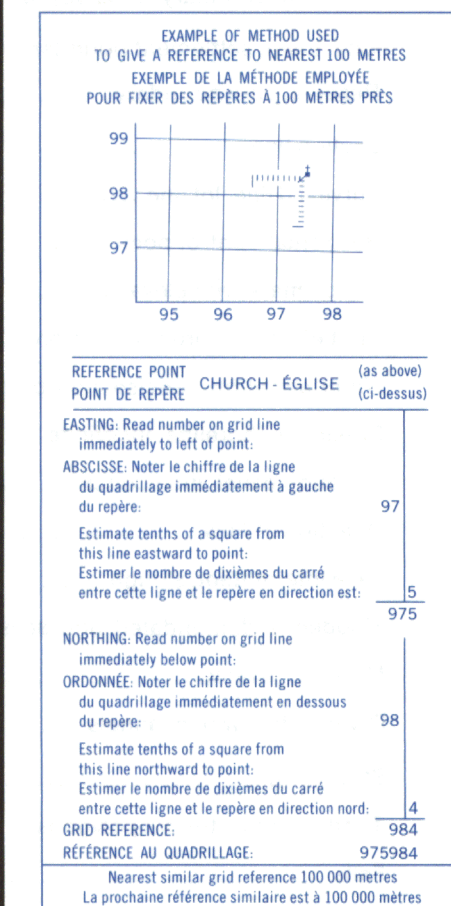 EXAMPLE OF METHOD USED
TO GIVE A REFERENCE TO NEAREST 100 METRES
EXEMPLE DE LA MÉTHODE EMPLOYÉE
POUR FIXER DES REPÈRES À 100 MÈTRES PRÈS
99
98
97
95 96 97 98
REFERENCE POINT
POINT DE REPÈRE
CHURCH - ÉGLISE
(as above)
(ci-dessus)
EASTING: Read number on grid line
immediately to left of point:
ABSCISSE: Noter le chiffre de la ligne
du quadrillage immédiatement à gauche
du repère: 97
Estimate tenths of a square from
this line eastward to point:
Estimer le nombre de dixièmes du carré
entre cette ligne et le repère en direction est: 5
975
NORTHING: Read number on grid line
immediately below point:
ORDONNÉE: Noter le chiffre de la ligne
du quadrillage immédiatement en dessous
du repère: 98
Estimate tenths of a square from
this line northward to point:
Estimer le nombre de dixièmes du carré
entre cette ligne et le repère en direction nord: 4
GRID REFERENCE: 984
RÉFÉRENCE AU QUADRILLAGE: 975984
Nearest similar grid reference 100 000 metres
La prochaine référence similaire est à 100 000 mètres